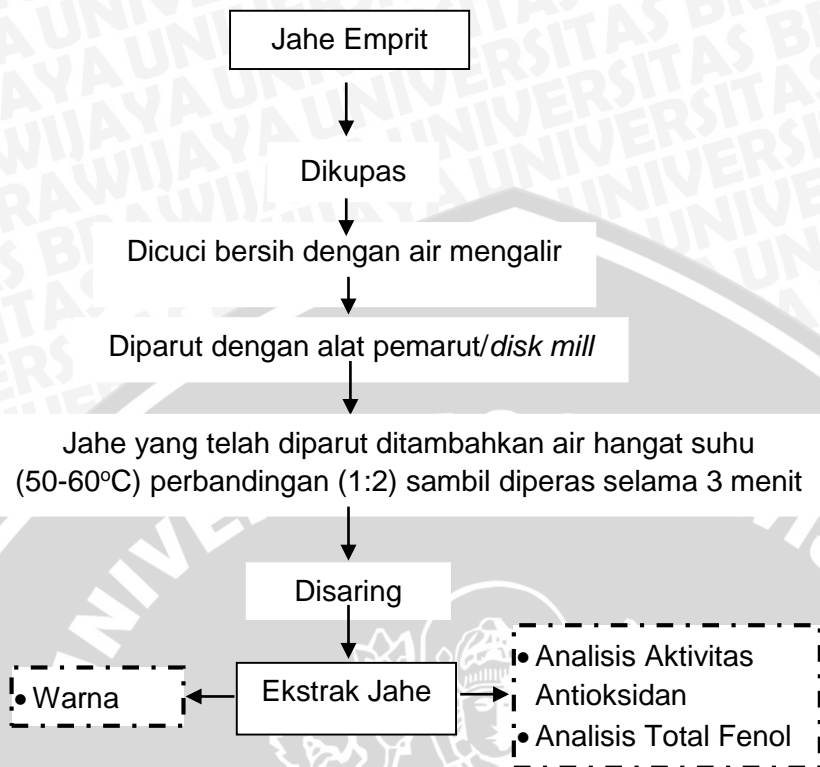 Jahe Emprit
Dikupas
Dicuci bersih dengan air mengalir
Diparut dengan alat pemarut/disk mill
Jahe yang telah diparut ditambahkan air hangat suhu
(50-60°C) perbandingan (1:2) sambil diperas selama 3 menit
Disaring
• Warna
Ekstrak Jahe
• Analisis Aktivitas
Antioksidan
• Analisis Total Fenol